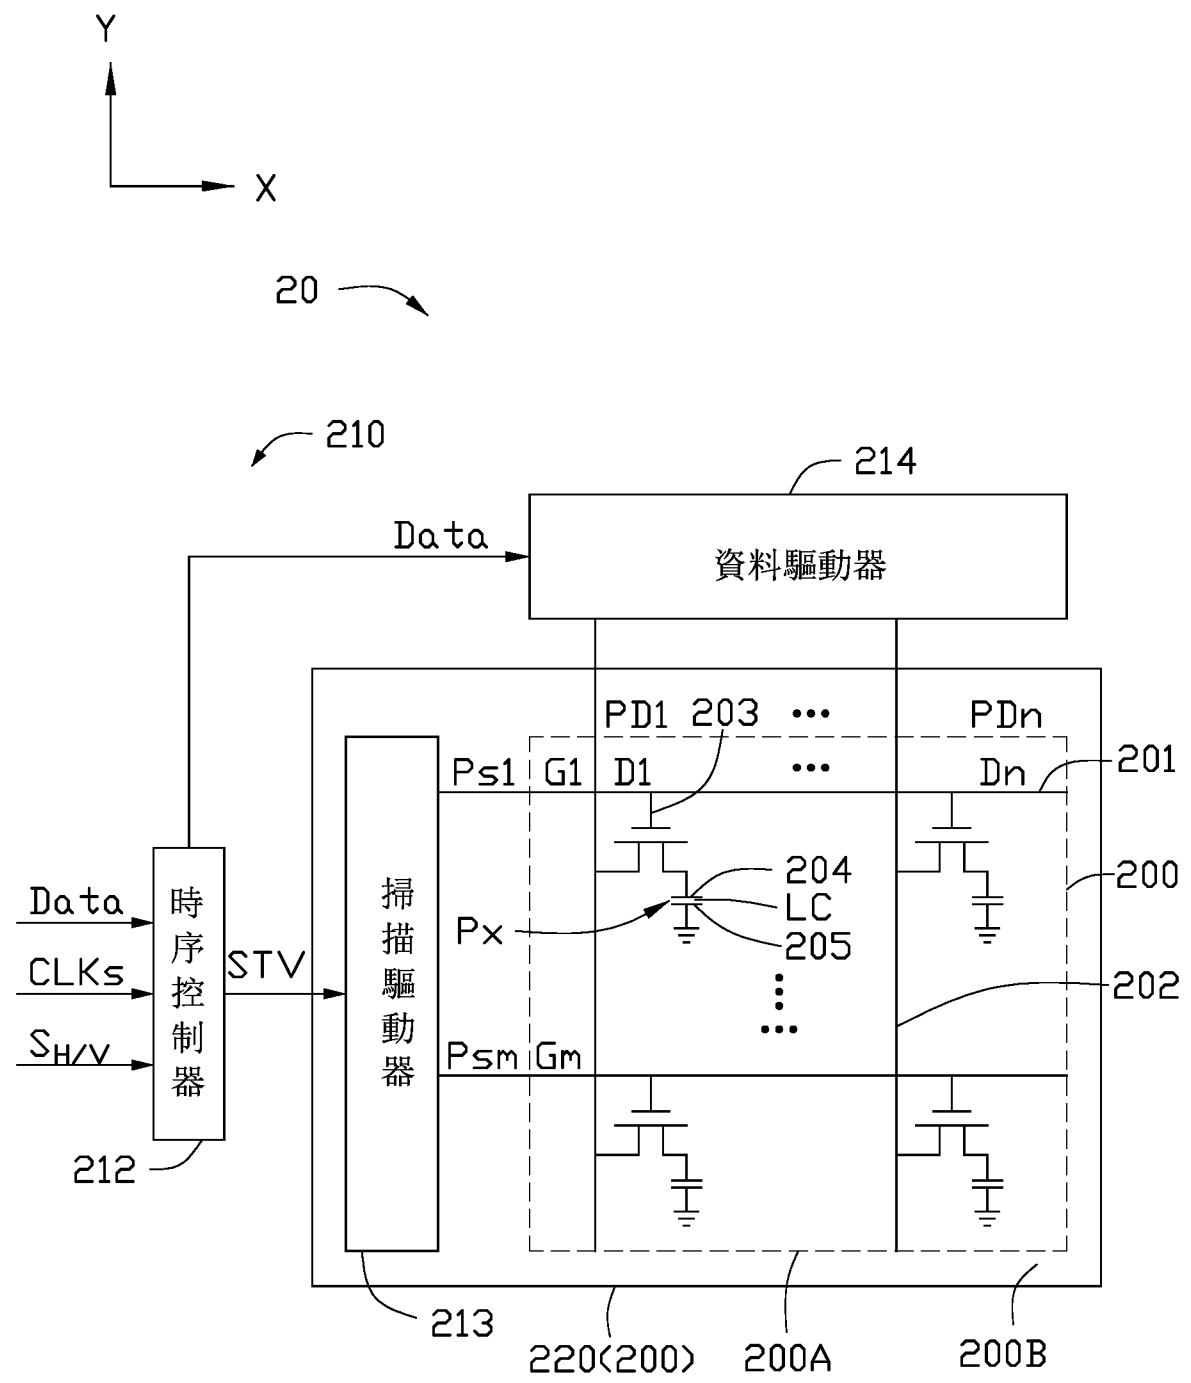 Y
X
20
210
214
Data
資料驅動器
PD1 203 ••• PDn
Ps1 G1 D1 ••• Dn 201
204
200
LC
Px
205
Data
CLKs
SH/V
時序控制器
STV
掃描驅動器
202
Psm Gm
212
213
220(200)
200A
200B